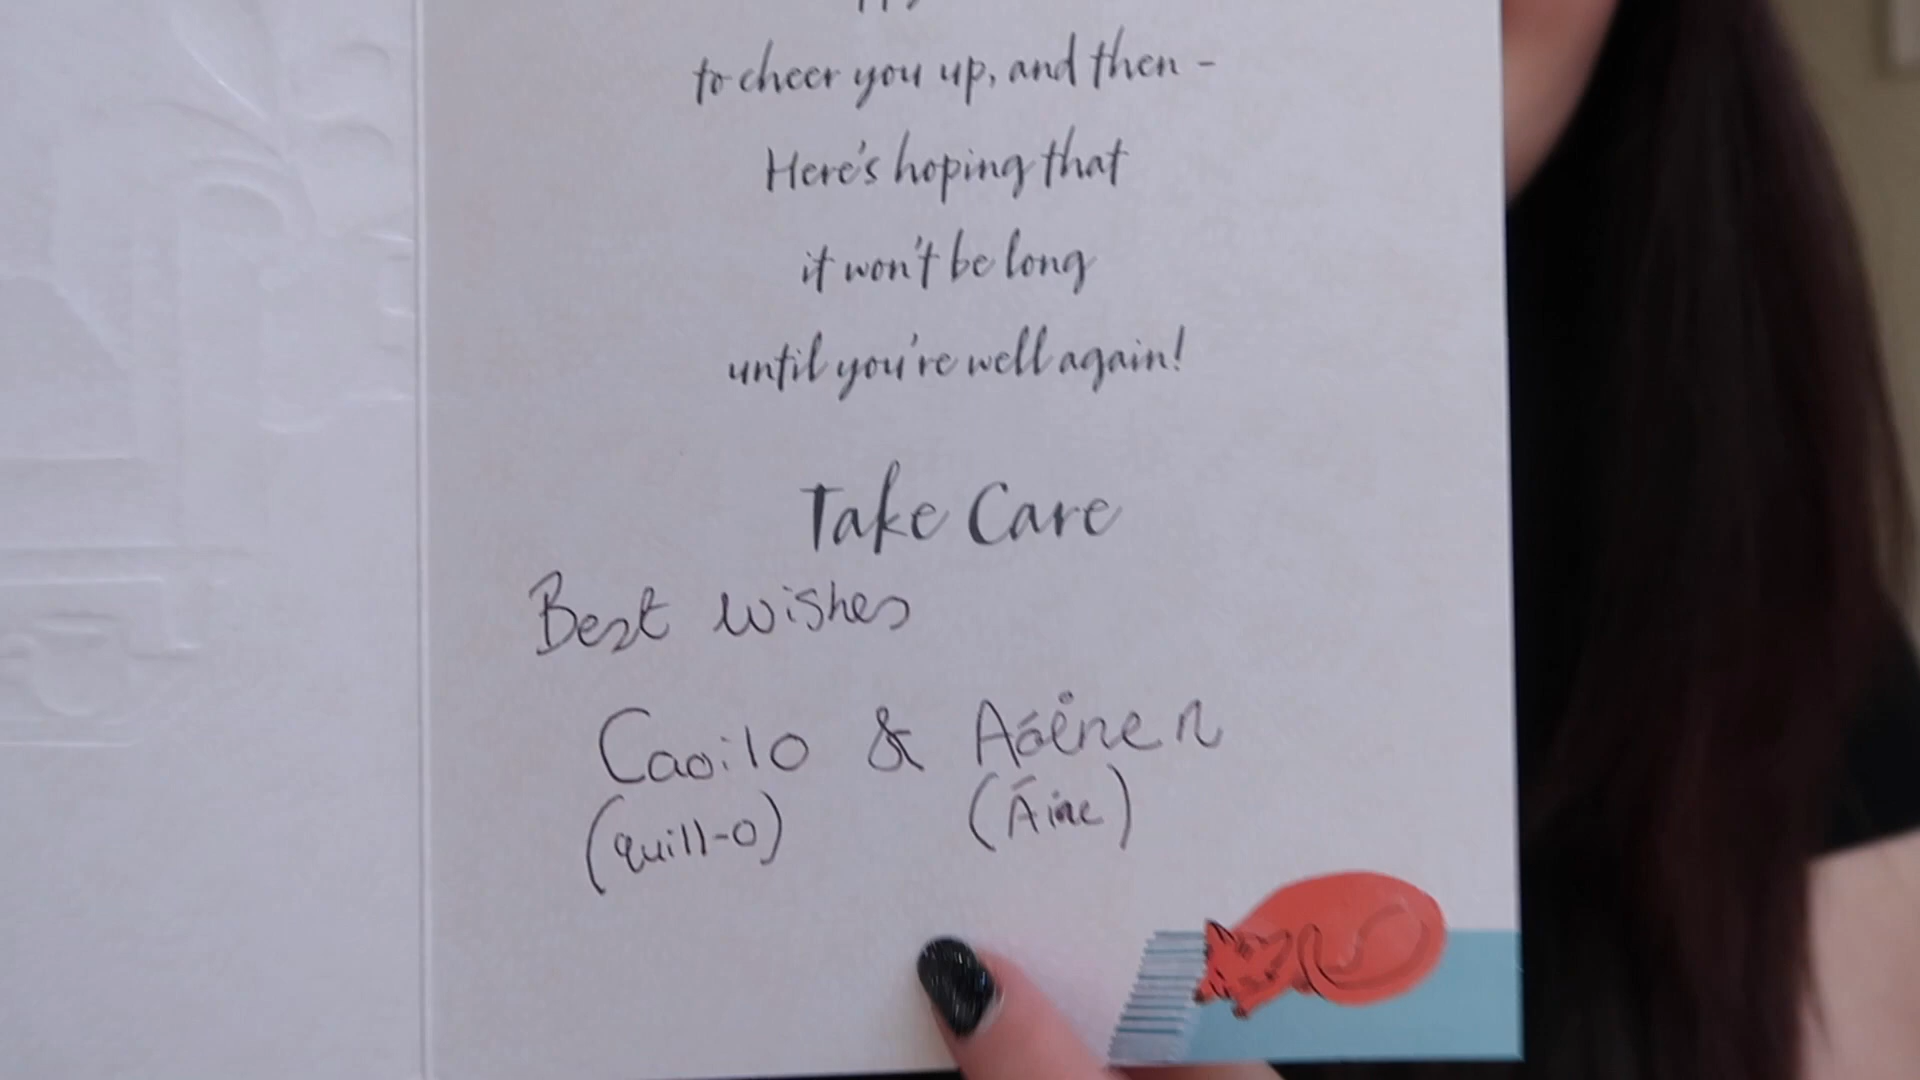 to cheer you up, and then -
Here's hoping that
it won't be long
until you're well again!
Take Care
Best wishes
Caoilo & Aóěnen
(quill-o) (Áine)